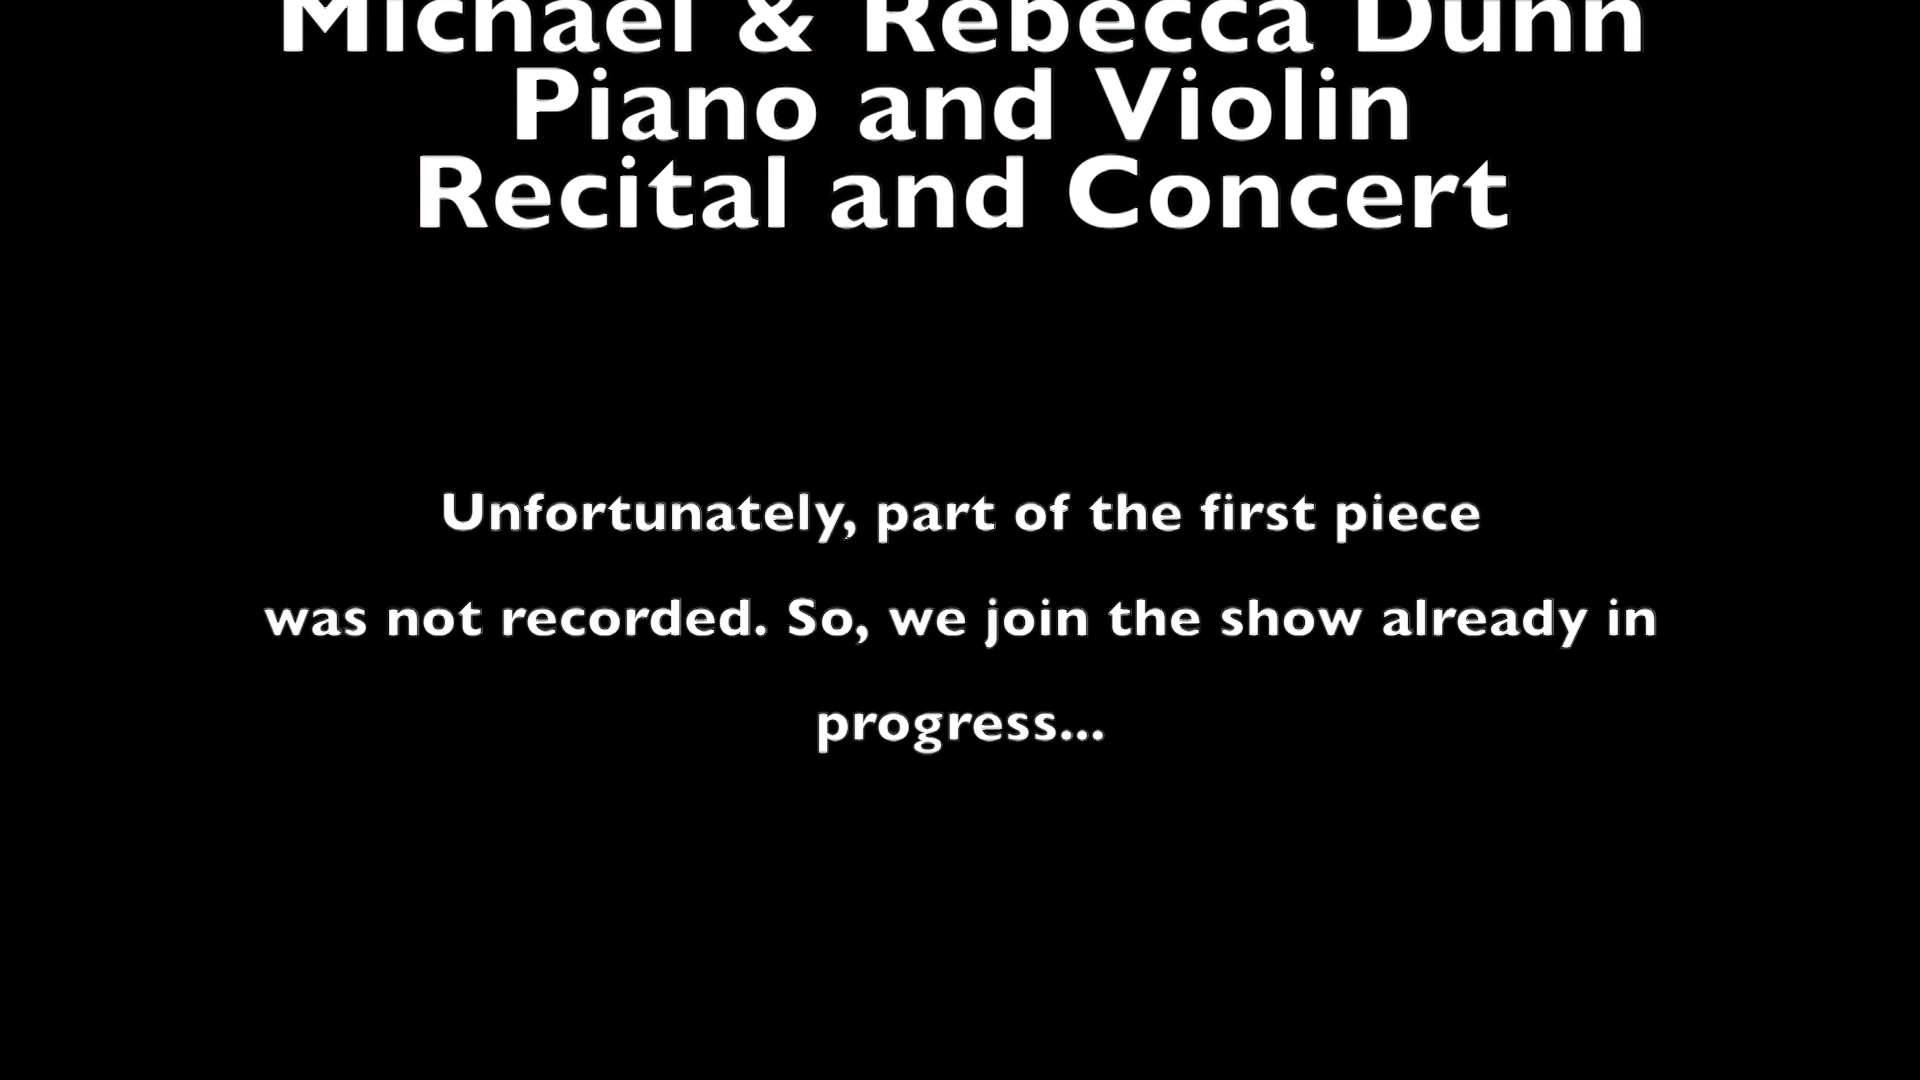 Michael & Rebecca Dunn
Piano and Violin
Recital and Concert
Unfortunately, part of the first piece
was not recorded. So, we join the show already in
progress...